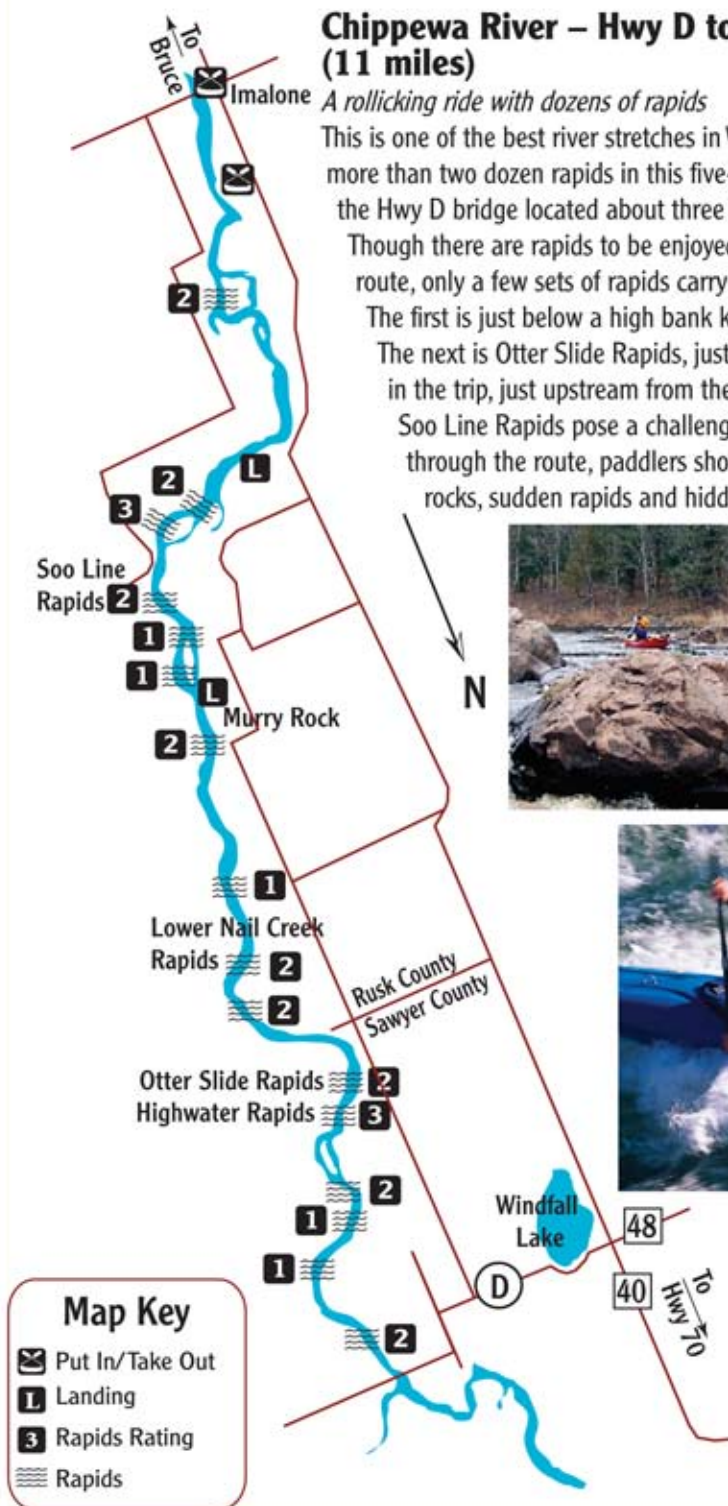 Chippewa River – Hwy D to
(11 miles)
A rollicking ride with dozens of rapids
This is one of the best river stretches in
more than two dozen rapids in this five-
the Hwy D bridge located about three
Though there are rapids to be enjoyed
route, only a few sets of rapids carry
The first is just below a high bank
The next is Otter Slide Rapids, just
in the trip, just upstream from the
Soo Line Rapids pose a challeng
through the route, paddlers sho
rocks, sudden rapids and hidd
To
Bruce
Imalone
2
L
2
3
Soo Line
Rapids 2
1
1
L
Murry Rock
2
N
1
Lower Nail Creek
Rapids 2
2
Rusk County
Sawyer County
Otter Slide Rapids 2
Highwater Rapids 3
2
1
1
2
Windfall
Lake
D
48
40
To
Hwy 70
Map Key
Put In/Take Out
L Landing
3 Rapids Rating
Rapids